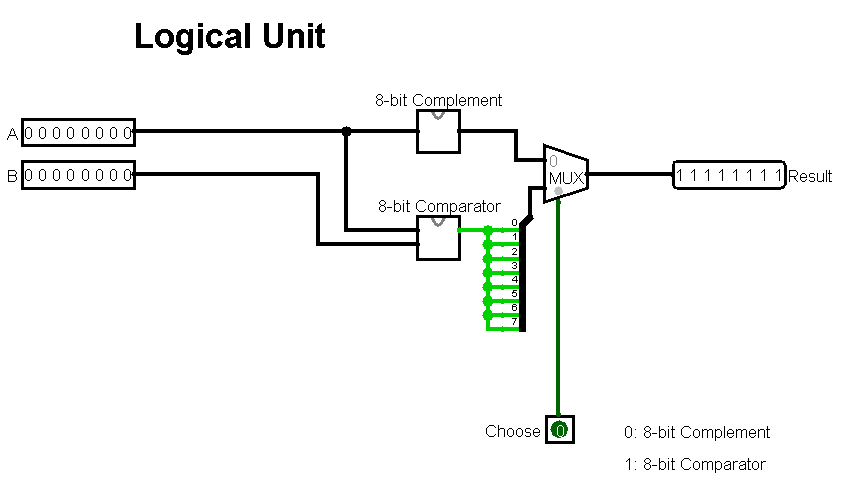 Logical Unit
8-bit Complement
A 0 0 0 0 0 0 0 0
0
MUX
B 0 0 0 0 0 0 0 0
1 1 1 1 1 1 1 1 Result
8-bit Comparator
0
1
2
3
4
5
6
7
Choose 0
0: 8-bit Complement
1: 8-bit Comparator